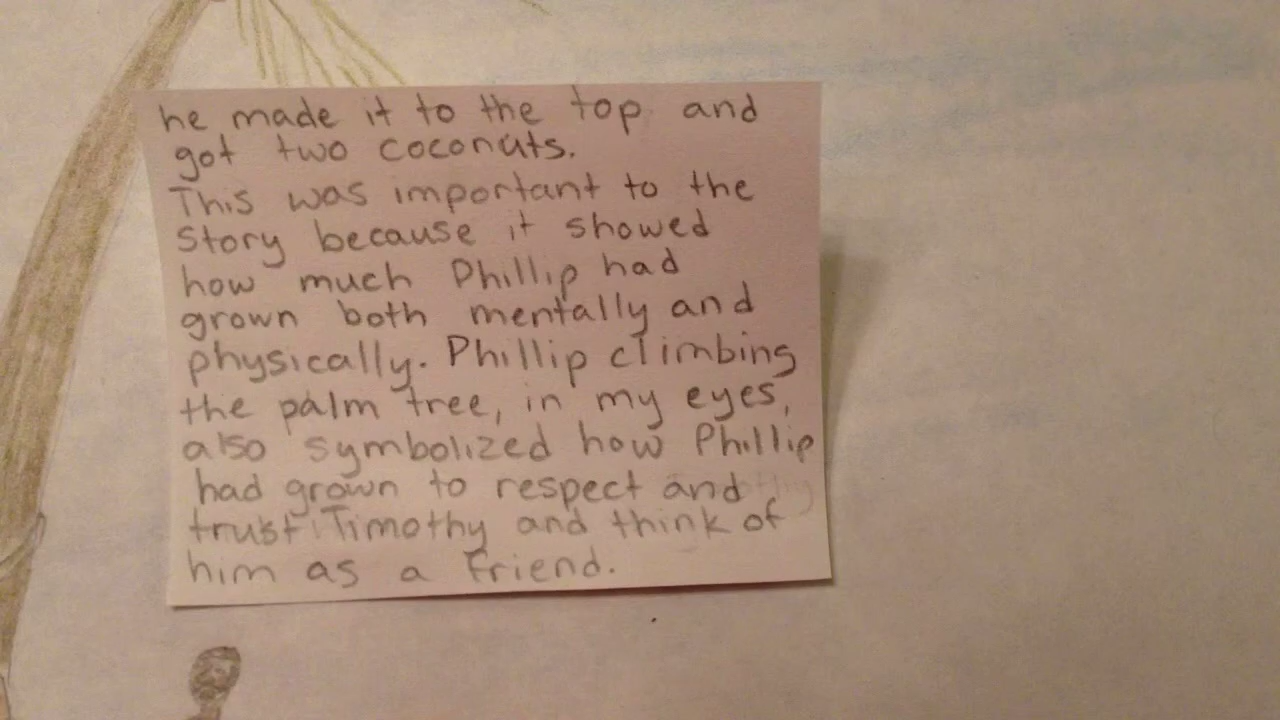 he made it to the top and
got two coconuts.
This was important to the
Story because it showed
how much Phillip had
grown both mentally and
physically. Phillip climbing
the palm tree, in my eyes,
also symbolized how Phillip
had grown to respect and
trust Timothy and think of
him as a friend.